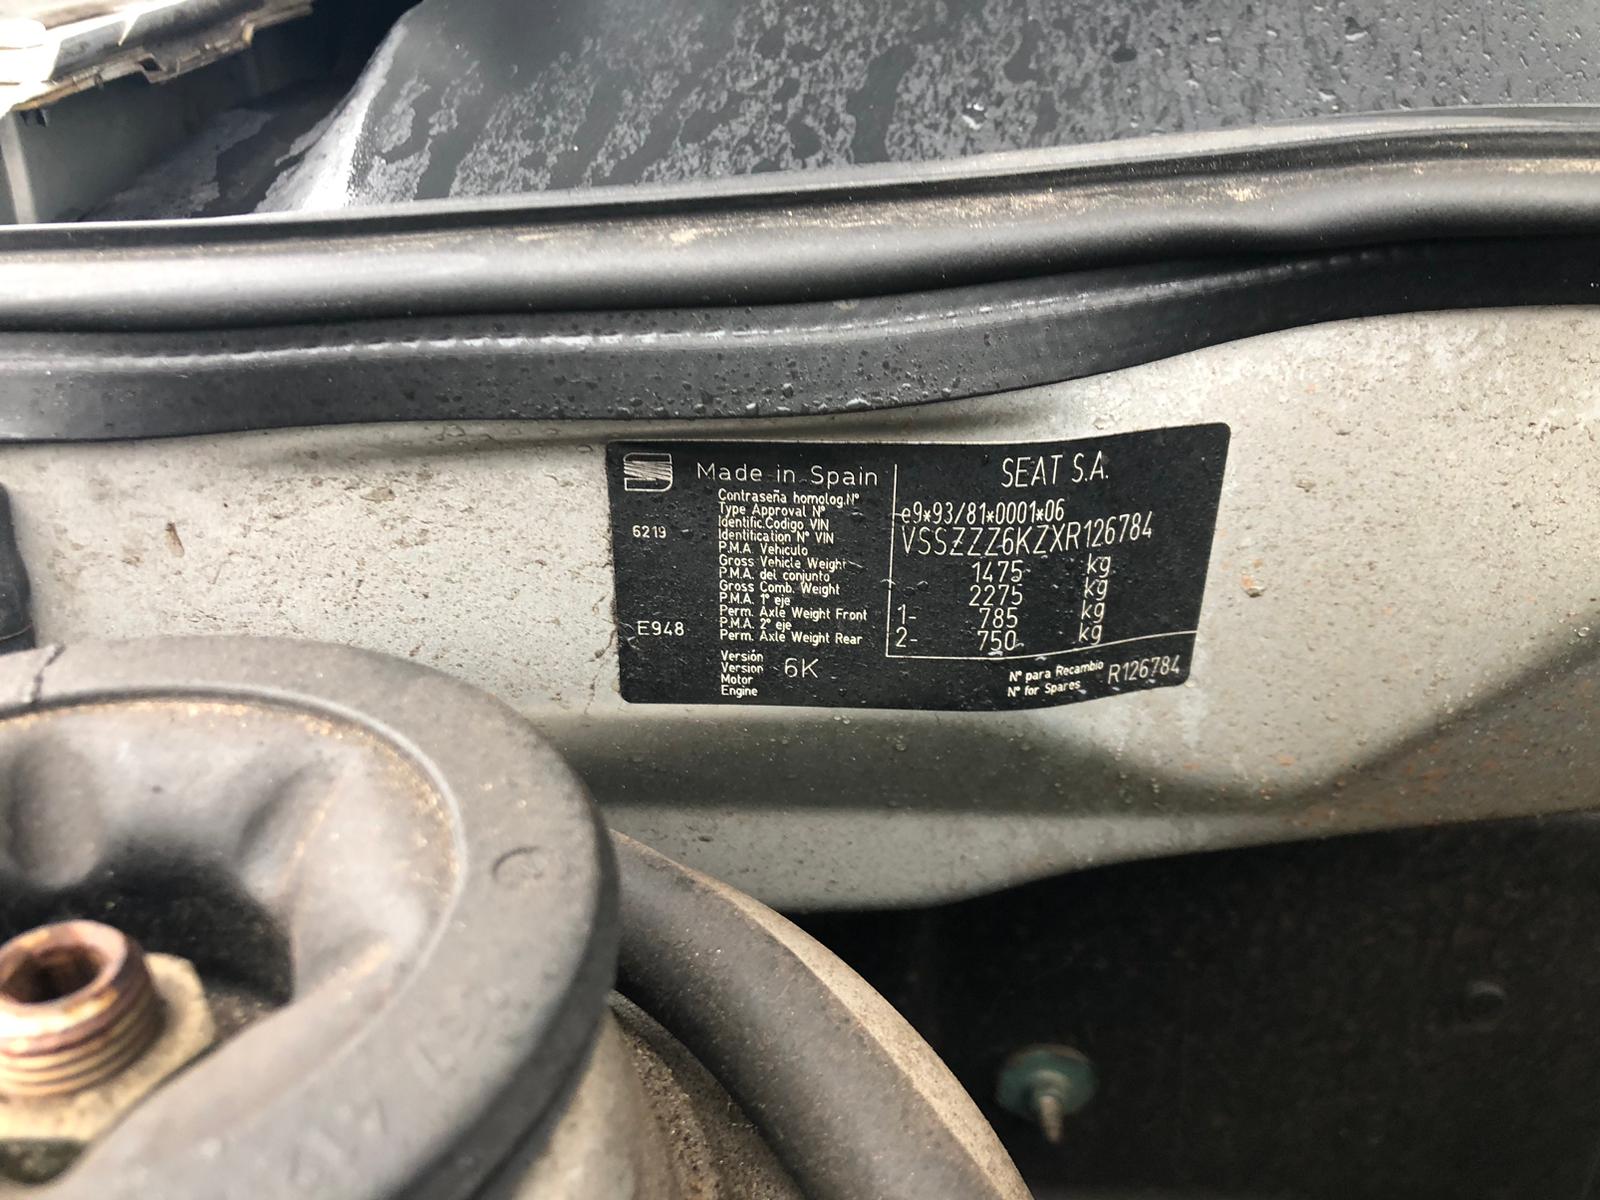 Made in Spain
SEAT S.A.
Contraseña homolog.Nº
Type Approval Nº
e9*93/81*0001*06
Identific.Codigo VIN
Identification Nº VIN
VSSZZZ6KZXR126784
6219
P.M.A. Vehiculo
Gross Vehicle Weight
1475 kg
P.M.A. del conjunto
Gross Comb. Weight
2275 kg
P.M.A. 1º eje
Perm. Axle Weight Front
1- 785 kg
P.M.A. 2º eje
Perm. Axle Weight Rear
2- 750 kg
E948
Versión
Version
6K
Motor
Engine
Nº para Recambio
Nº for Spares
R126784